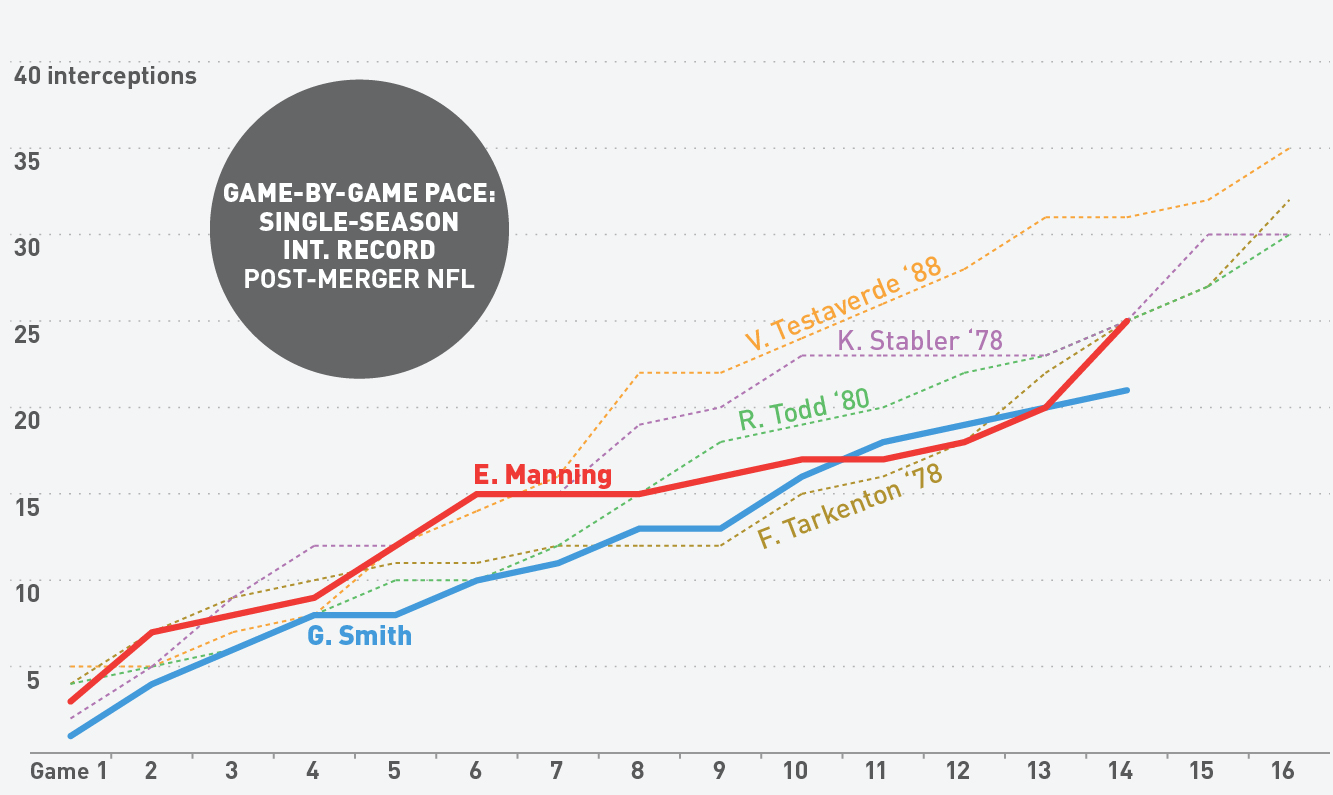 40 interceptions
35
30
25
20
15
10
5
GAME-BY-GAME PACE:
SINGLE-SEASON
INT. RECORD
POST-MERGER NFL
V. Testaverde ‘88
K. Stabler ‘78
R. Todd ‘80
E. Manning
F. Tarkenton ‘78
G. Smith
Game 1 2 3 4 5 6 7 8 9 10 11 12 13 14 15 16